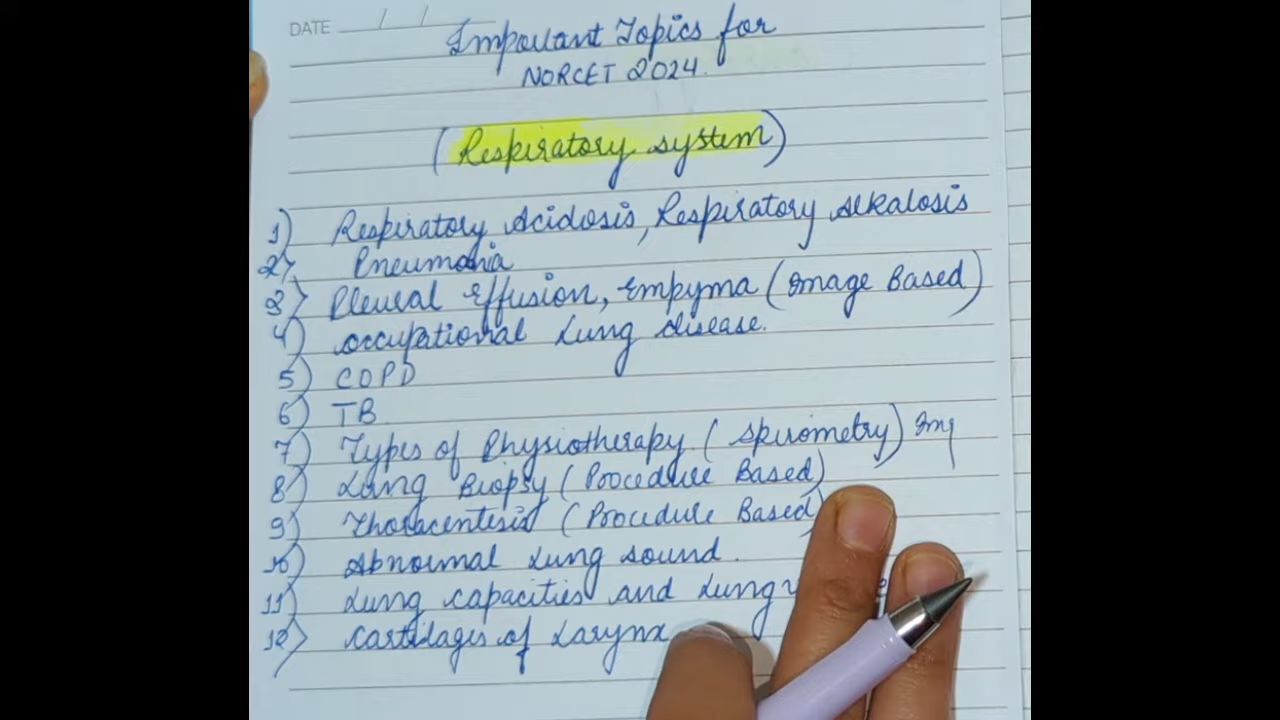 DATE / /
Important Topics for
NORCET 2024.
(Respiratory system)
1) Respiratory Acidosis, Respiratory Alkalosis
2) Pneumonia
3) Pleural Effusion, Empyma (Image Based)
4) occupational Lung disease.
5) COPD
6) TB
7) Types of Physiotherapy (Spirometry) Img
8) Lung Biopsy (Procedure Based)
9) Thoracentesis (Procedure Based)
10) Abnormal Lung sound.
11) Lung capacities and Lung
12) Cartilages of Larynx